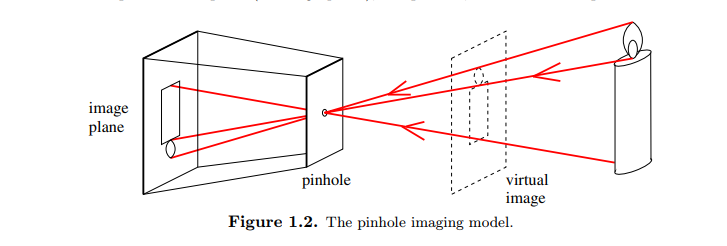 image
plane
pinhole
virtual
image
Figure 1.2. The pinhole imaging model.